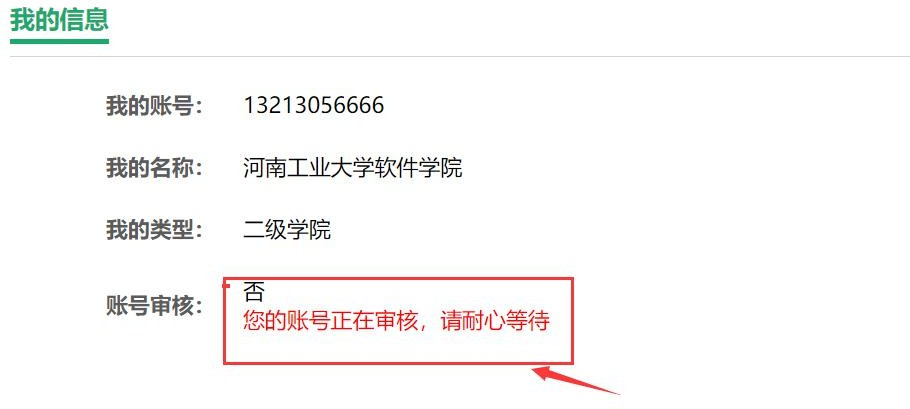 我的信息
我的账号： 13213056666
我的名称： 河南工业大学软件学院
我的类型： 二级学院
账号审核： 否
您的账号正在审核，请耐心等待